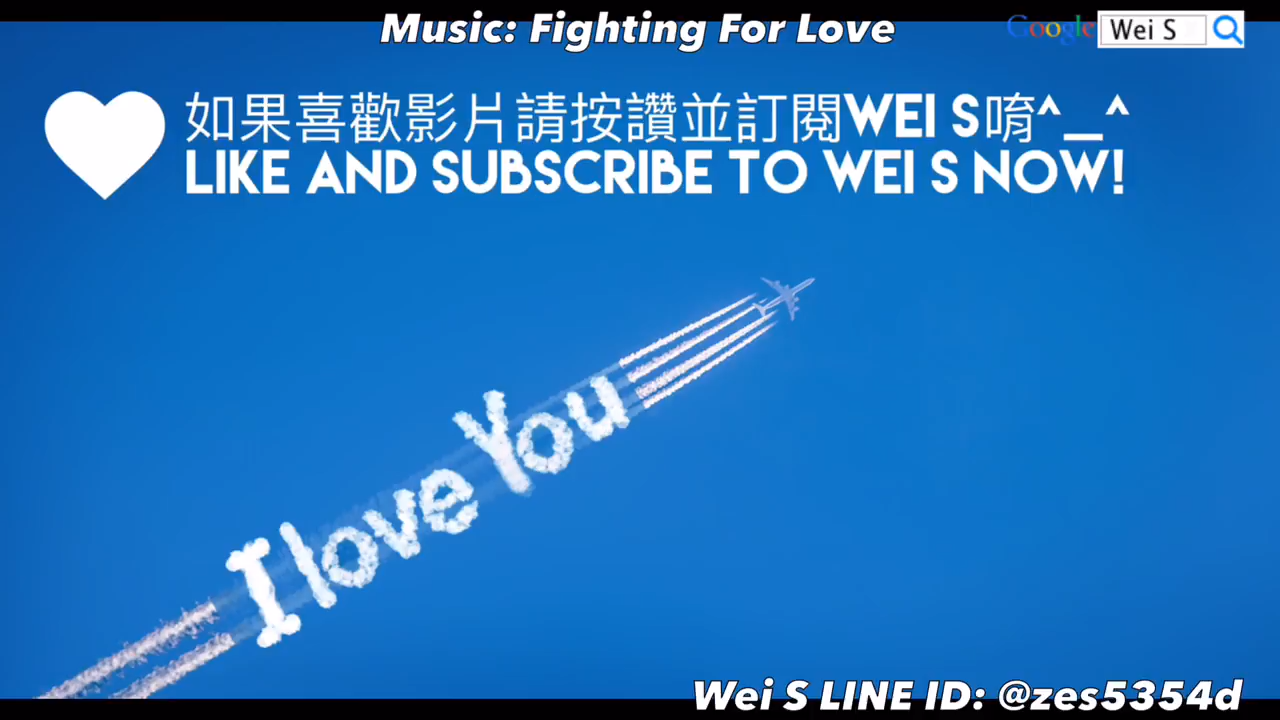 Music: Fighting For Love
Google Wei S
如果喜歡影片請按讚並訂閱WEI S唷^_^
LIKE AND SUBSCRIBE TO WEI S NOW!
I love You
Wei S LINE ID: @zes5354d